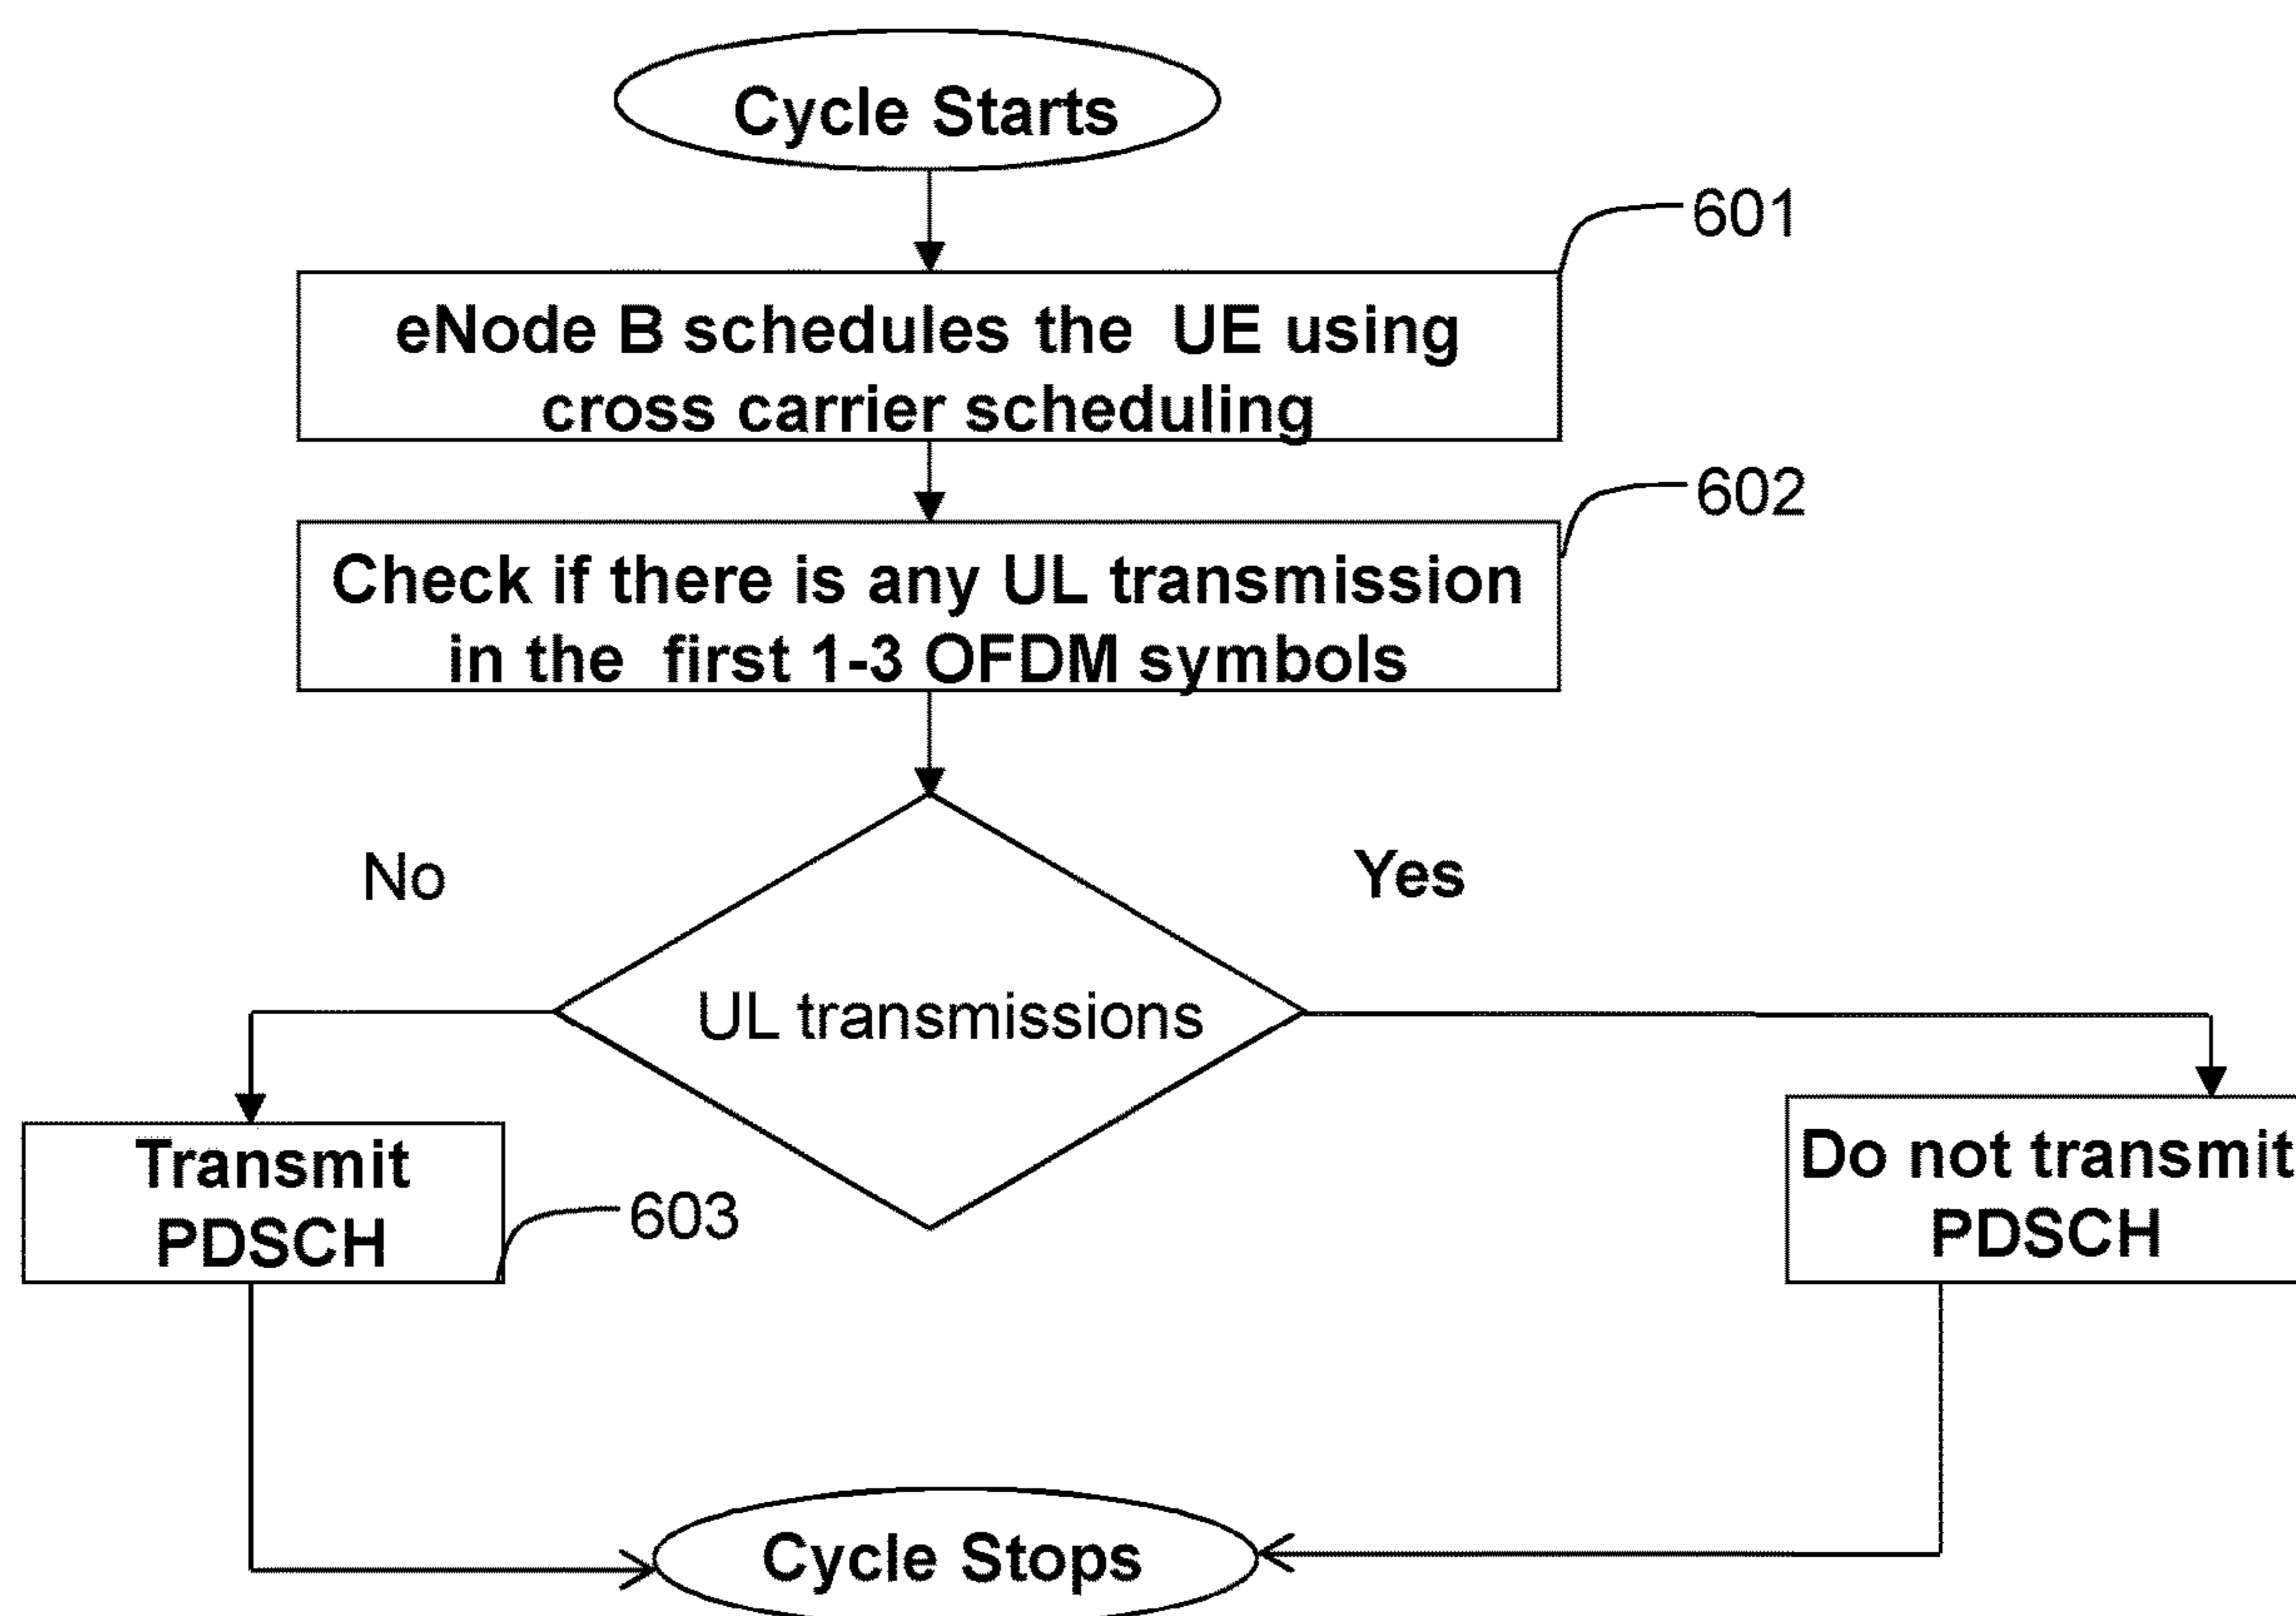 Cycle Starts
601
eNode B schedules the UE using
cross carrier scheduling
602
Check if there is any UL transmission
in the first 1-3 OFDM symbols
No
Yes
UL transmissions
Transmit
PDSCH
603
Do not transmit
PDSCH
Cycle Stops